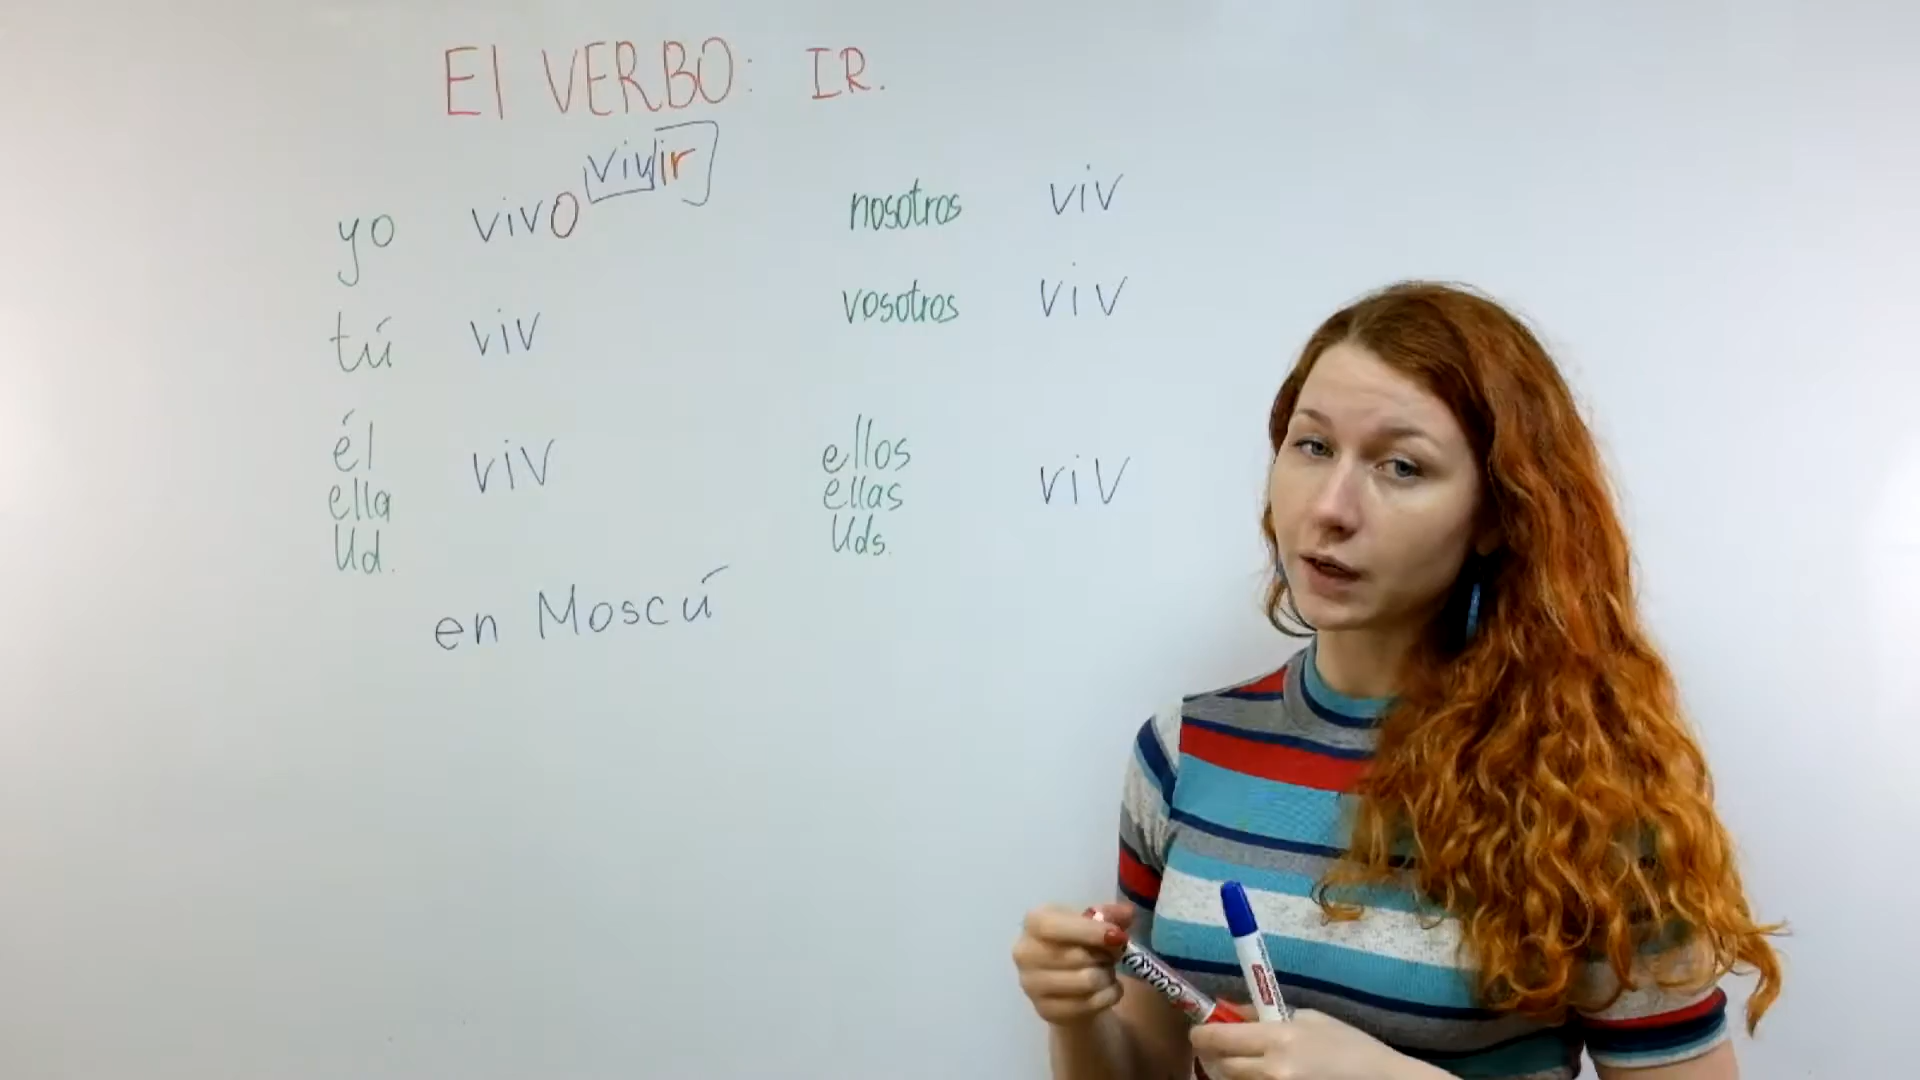 El VERBO: IR.
vivir
yo vivo
tú viv
él
ella
Ud.
viv
en Moscú
nosotros viv
vosotros viv
ellos
ellas
Uds.
viv